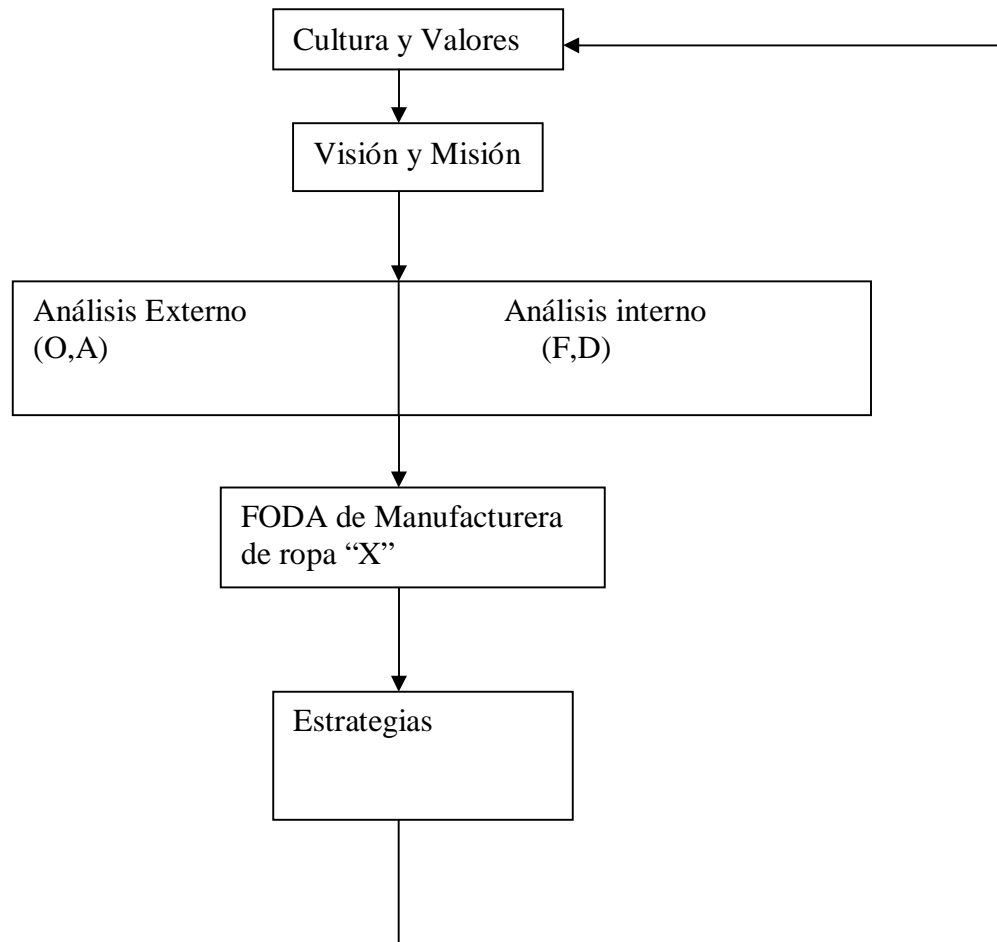 Cultura y Valores
Visión y Misión
Análisis Externo
(O,A)
Análisis interno
(F,D)
FODA de Manufacturera
de ropa “X”
Estrategias